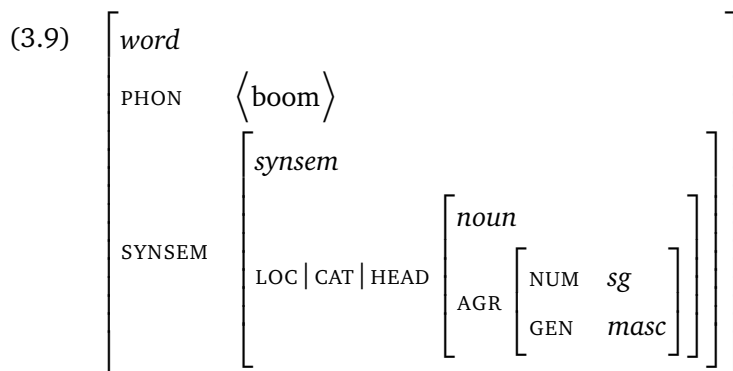 (3.9)
word
PHON ⟨boom⟩
synsem
noun
SYNSEM LOC|CAT|HEAD AGR NUM sg
GEN masc